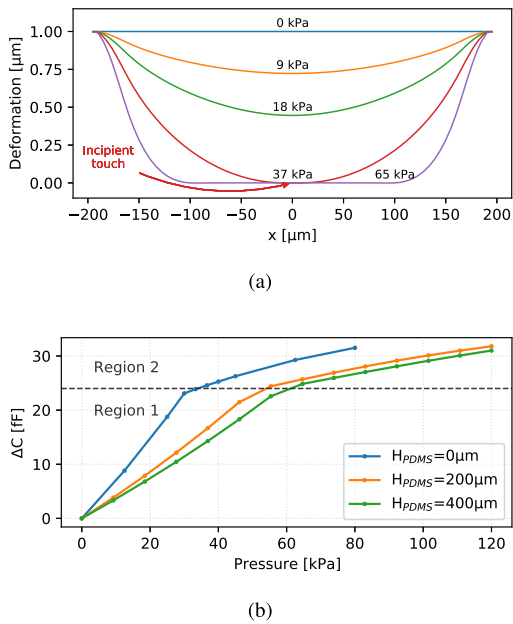 1.00
0.75
0.50
0.25
0.00
Deformation [μm]
0 kPa
9 kPa
18 kPa
37 kPa
65 kPa
Incipient
touch
−200 −150 −100 −50 0 50 100 150 200
x [μm]
(a)
30
20
10
0
ΔC [fF]
Region 2
Region 1
H_PDMS=0μm
H_PDMS=200μm
H_PDMS=400μm
0 20 40 60 80 100 120
Pressure [kPa]
(b)